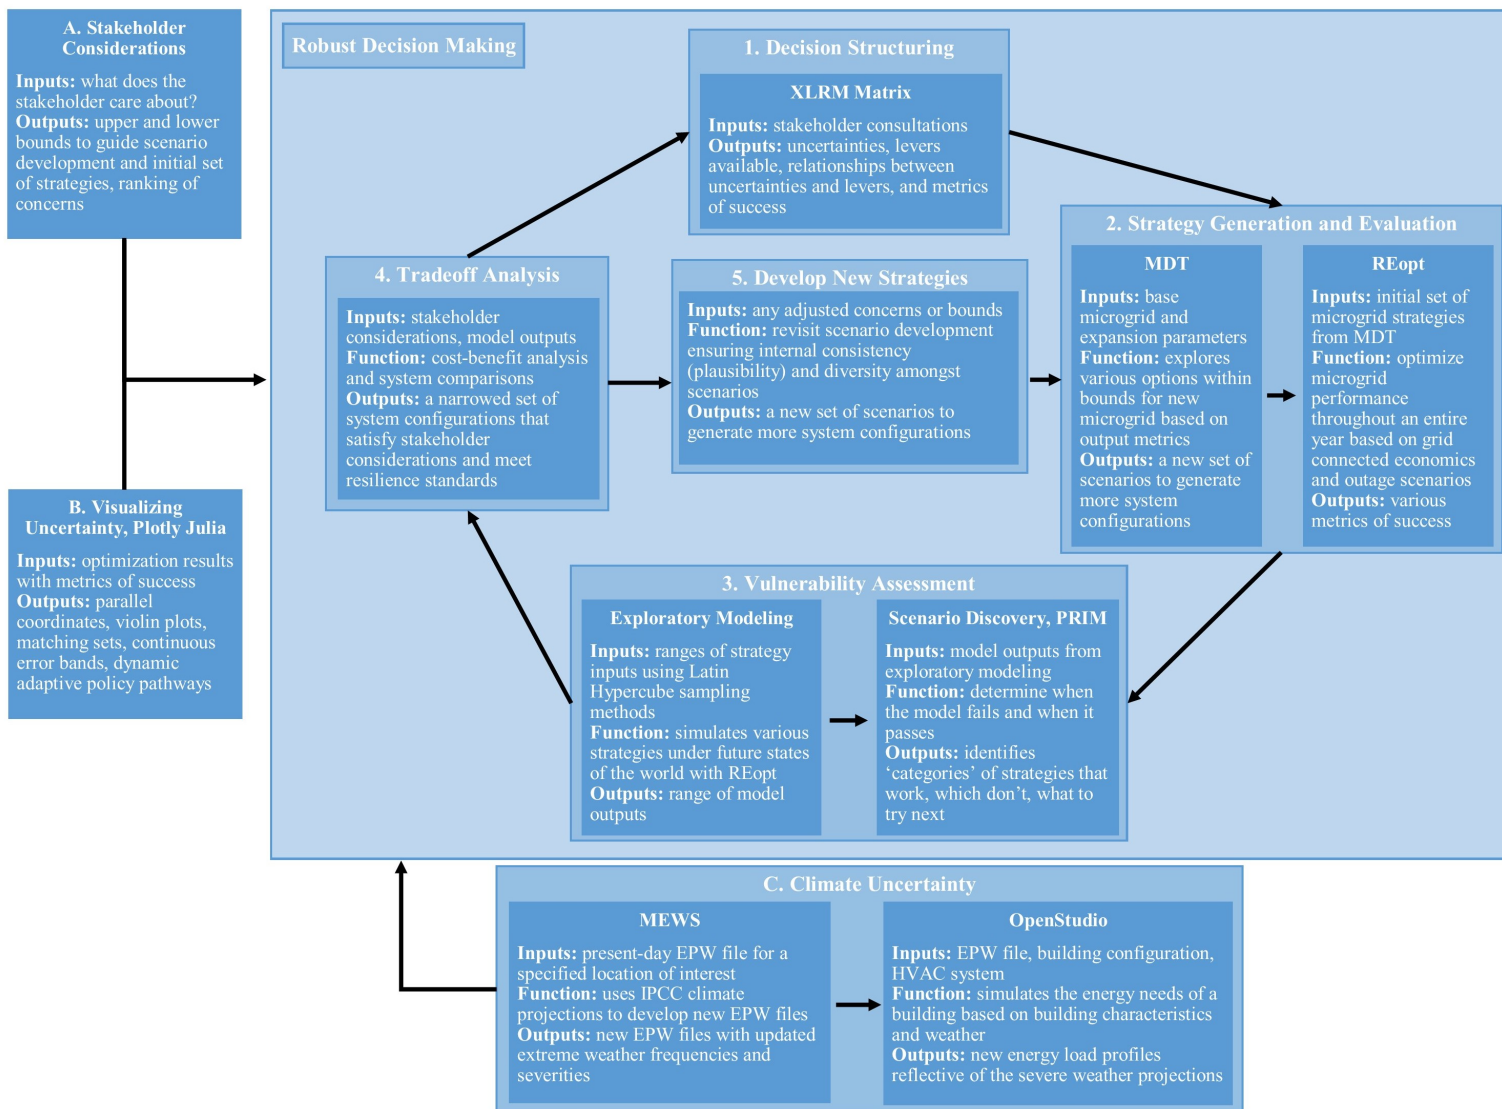 A. Stakeholder
Considerations
Inputs: what does the
stakeholder care about?
Outputs: upper and lower
bounds to guide scenario
development and initial set
of strategies, ranking of
concerns
B. Visualizing
Uncertainty, Plotly Julia
Inputs: optimization results
with metrics of success
Outputs: parallel
coordinates, violin plots,
matching sets, continuous
error bands, dynamic
adaptive policy pathways
Robust Decision Making
1. Decision Structuring
XLRM Matrix
Inputs: stakeholder consultations
Outputs: uncertainties, levers
available, relationships between
uncertainties and levers, and metrics
of success
2. Strategy Generation and Evaluation
MDT
Inputs: base
microgrid and
expansion parameters
Function: explores
various options within
bounds for new
microgrid based on
output metrics
Outputs: a new set of
scenarios to generate
more system
configurations
REopt
Inputs: initial set of
microgrid strategies
from MDT
Function: optimize
microgrid
performance
throughout an entire
year based on grid
connected economics
and outage scenarios
Outputs: various
metrics of success
4. Tradeoff Analysis
Inputs: stakeholder
considerations, model outputs
Function: cost-benefit analysis
and system comparisons
Outputs: a narrowed set of
system configurations that
satisfy stakeholder
considerations and meet
resilience standards
5. Develop New Strategies
Inputs: any adjusted concerns or bounds
Function: revisit scenario development
ensuring internal consistency
(plausibility) and diversity amongst
scenarios
Outputs: a new set of scenarios to
generate more system configurations
3. Vulnerability Assessment
Exploratory Modeling
Inputs: ranges of strategy
inputs using Latin
Hypercube sampling
methods
Function: simulates various
strategies under future states
of the world with REopt
Outputs: range of model
outputs
Scenario Discovery, PRIM
Inputs: model outputs from
exploratory modeling
Function: determine when
the model fails and when it
passes
Outputs: identifies
‘categories’ of strategies that
work, which don’t, what to
try next
C. Climate Uncertainty
MEWS
Inputs: present-day EPW file for a
specified location of interest
Function: uses IPCC climate
projections to develop new EPW files
Outputs: new EPW files with updated
extreme weather frequencies and
severities
OpenStudio
Inputs: EPW file, building configuration,
HVAC system
Function: simulates the energy needs of a
building based on building characteristics
and weather
Outputs: new energy load profiles
reflective of the severe weather projections